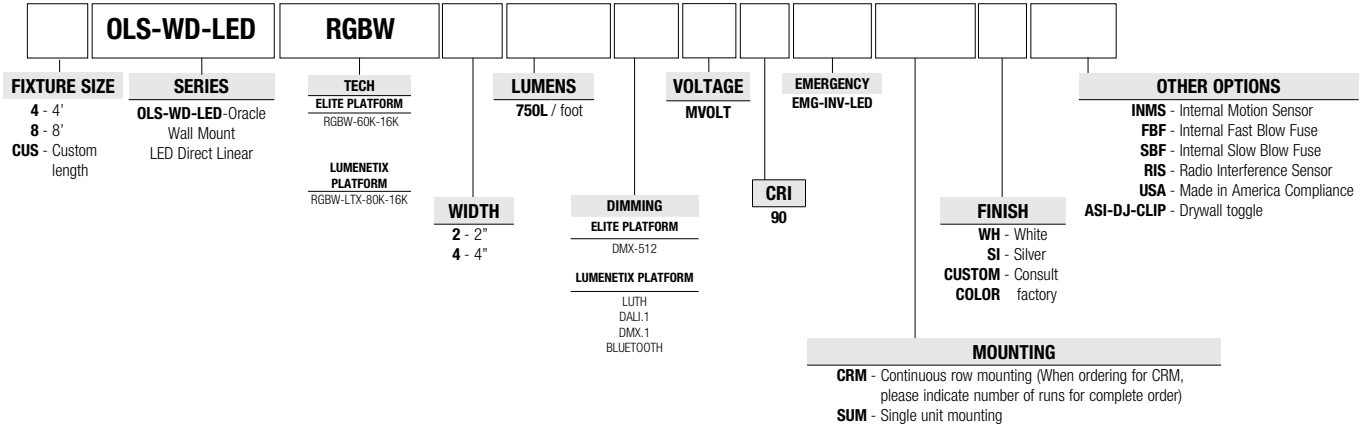 OLS-WD-LED
RGBW
FIXTURE SIZE
4 - 4'
8 - 8'
CUS - Custom
length
SERIES
OLS-WD-LED-Oracle
Wall Mount
LED Direct Linear
TECH
ELITE PLATFORM
RGBW-60K-16K
LUMENETIX
PLATFORM
RGBW-LTX-80K-16K
WIDTH
2 - 2”
4 - 4”
LUMENS
750L / foot
DIMMING
ELITE PLATFORM
DMX-512
LUMENETIX PLATFORM
LUTH
DALI.1
DMX.1
BLUETOOTH
VOLTAGE
MVOLT
CRI
90
EMERGENCY
EMG-INV-LED
MOUNTING
CRM - Continuous row mounting (When ordering for CRM,
please indicate number of runs for complete order)
SUM - Single unit mounting
FINISH
WH - White
SI - Silver
CUSTOM - Consult
COLOR factory
OTHER OPTIONS
INMS - Internal Motion Sensor
FBF - Internal Fast Blow Fuse
SBF - Internal Slow Blow Fuse
RIS - Radio Interference Sensor
USA - Made in America Compliance
ASI-DJ-CLIP - Drywall toggle